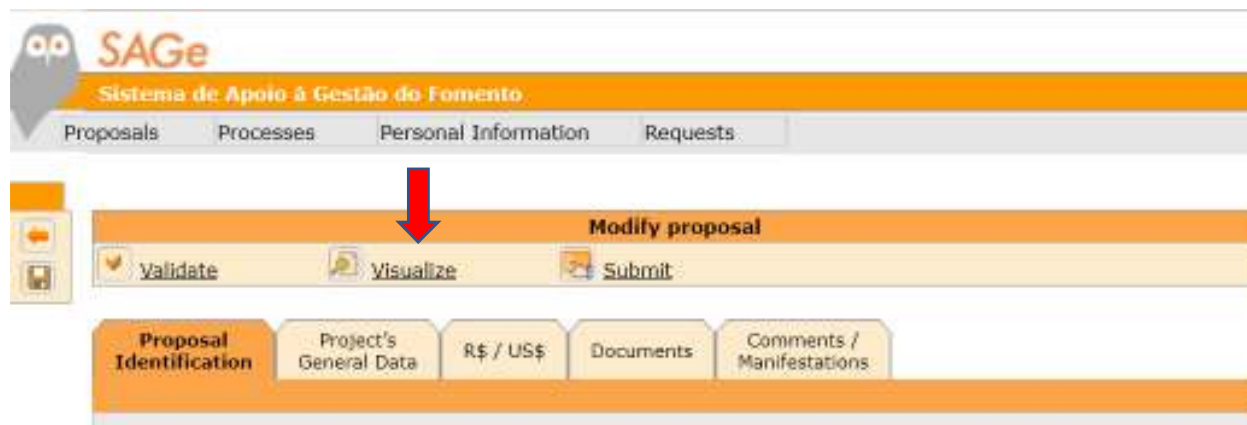 SAGe
Sistema de Apoio à Gestão do Fomento
Proposals Processes Personal Information Requests
Modify proposal
Validate Visualize Submit
Proposal Identification
Project's General Data
R$ / US$
Documents
Comments / Manifestations